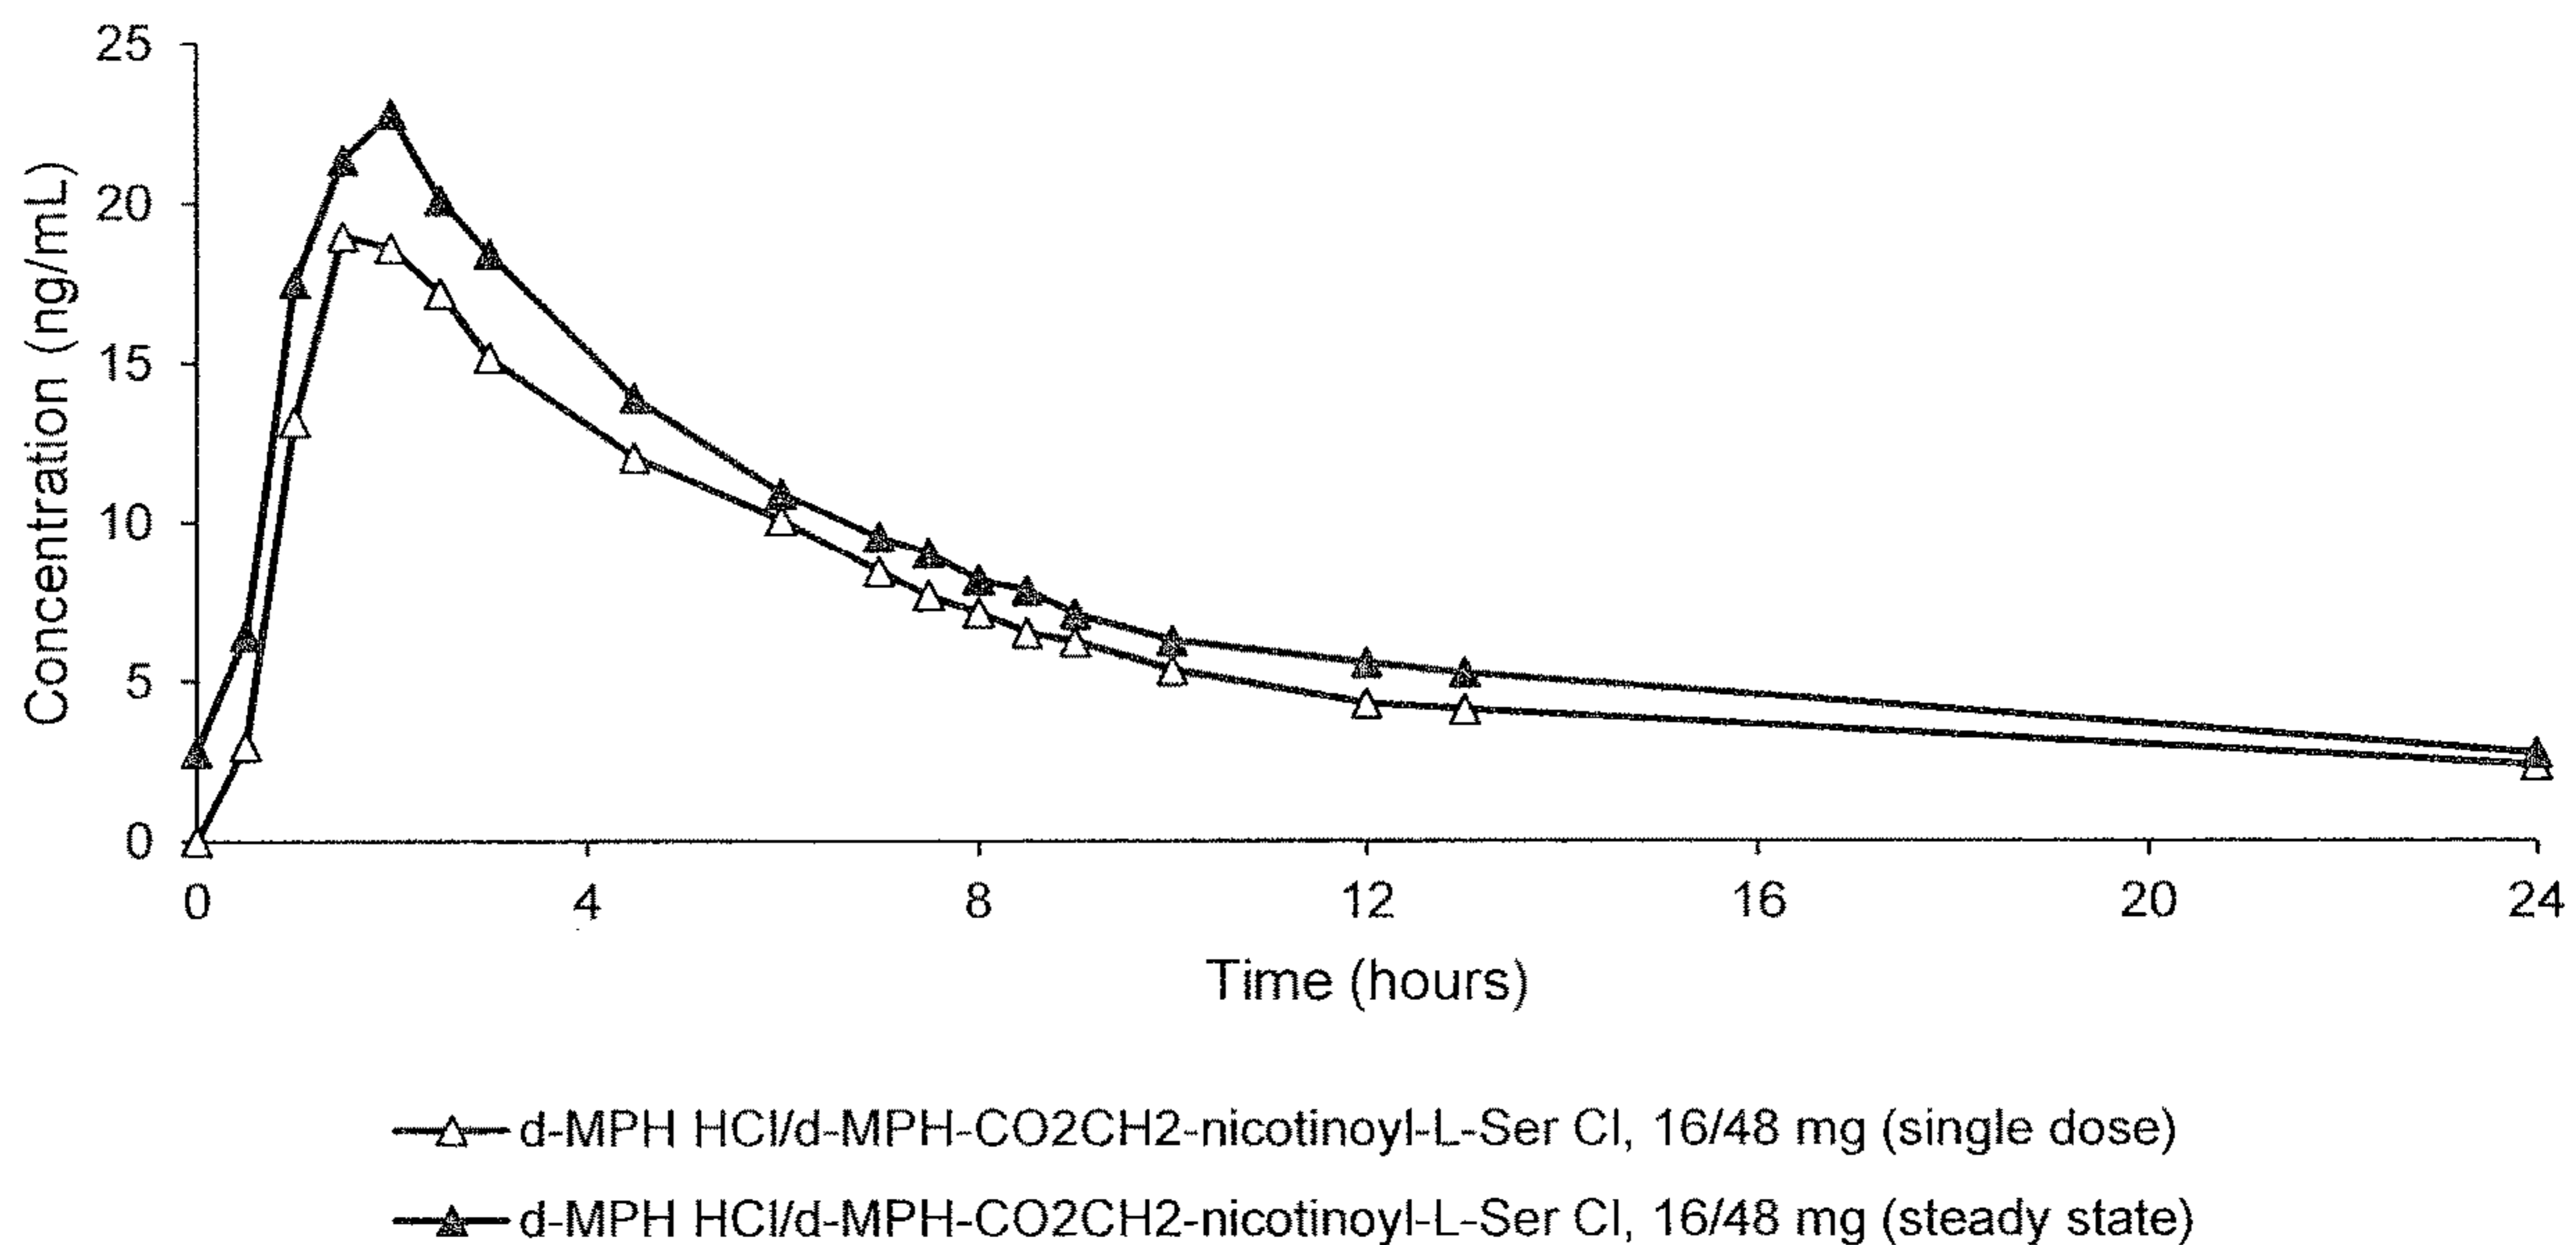 25
20
15
10
5
0
Concentration (ng/mL)
0 4 8 12 16 20 24
Time (hours)
d-MPH HCl/d-MPH-CO2CH2-nicotinoyl-L-Ser Cl, 16/48 mg (single dose)
d-MPH HCl/d-MPH-CO2CH2-nicotinoyl-L-Ser Cl, 16/48 mg (steady state)